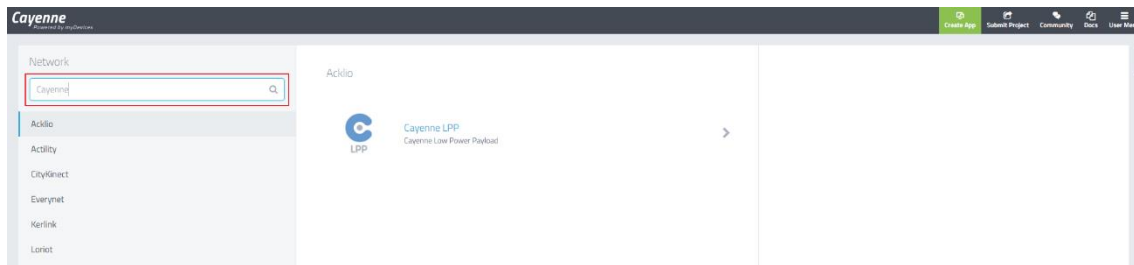 Cayenne
Powered by myDevices
Create App
Submit Project
Community
Docs
User Men
Network
Cayenne
Acklio
Actility
CityKinect
Everynet
Kerlink
Loriot
Acklio
LPP
Cayenne LPP
Cayenne Low Power Payload